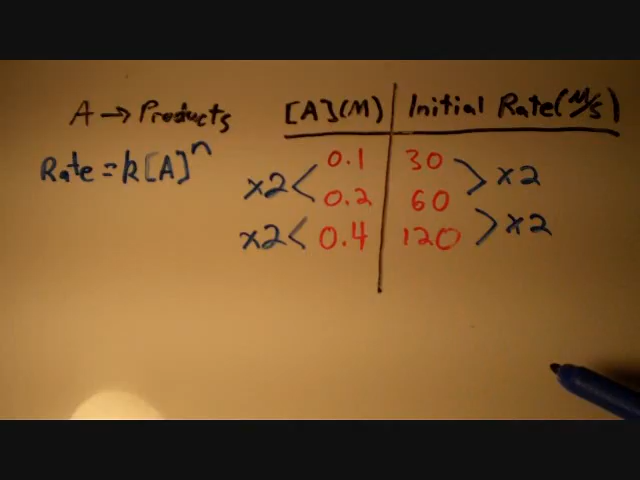 A → Products
Rate = k[A]^n
[A](M) Initial Rate(M/s)
0.1 30
x2 < 0.2 60 > x2
x2 < 0.4 120 > x2